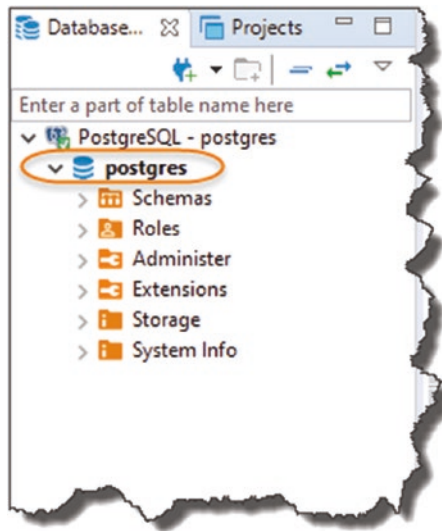 Database... Projects
Enter a part of table name here
PostgreSQL - postgres
postgres
Schemas
Roles
Administer
Extensions
Storage
System Info